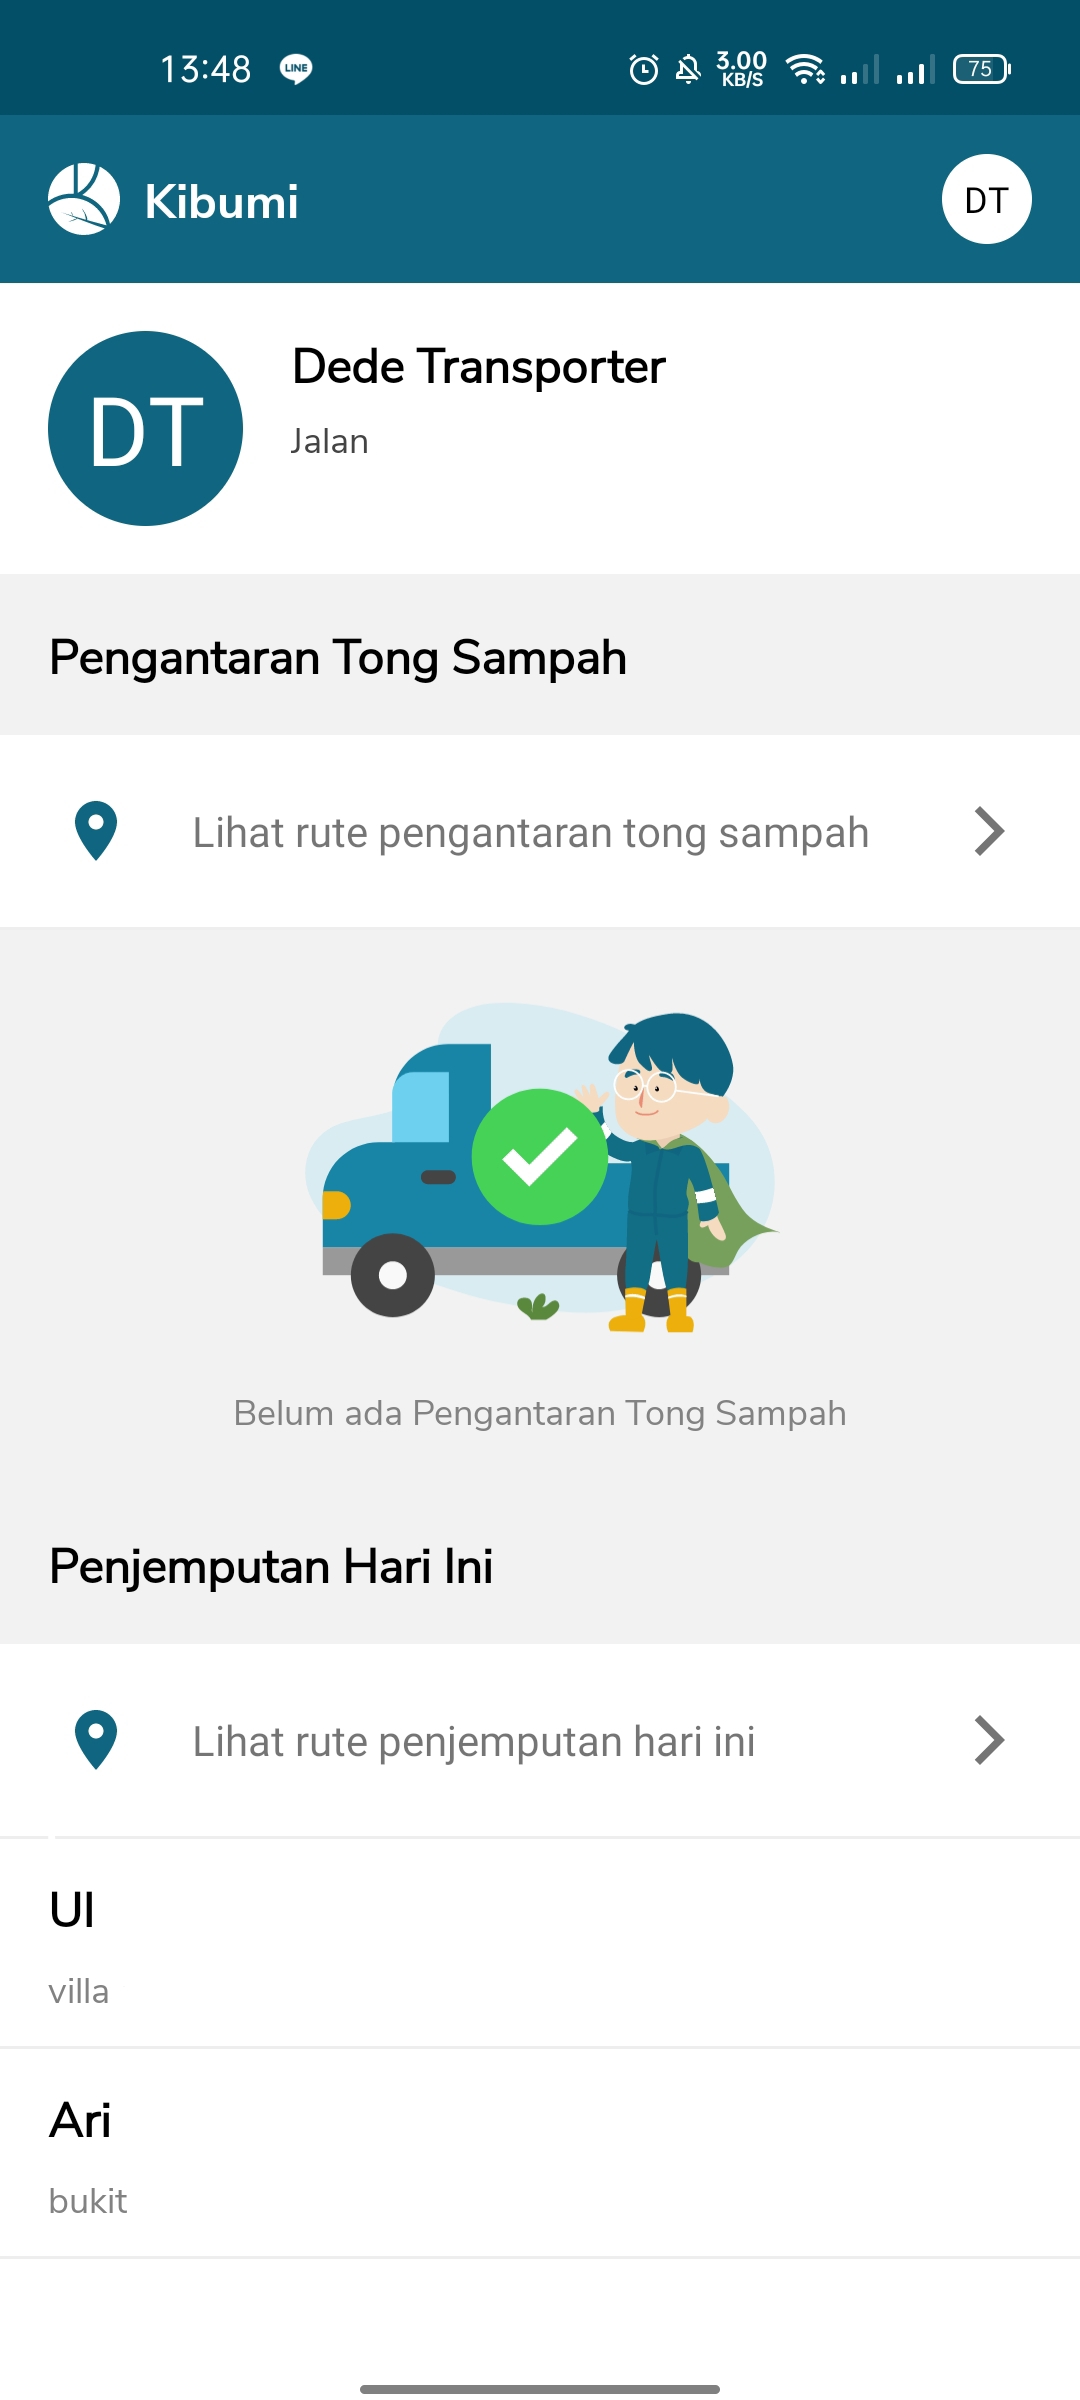 13:48
LINE
3.00
KB/S
75
Kibumi
DT
DT
Dede Transporter
Jalan
Pengantaran Tong Sampah
Lihat rute pengantaran tong sampah
Belum ada Pengantaran Tong Sampah
Penjemputan Hari Ini
Lihat rute penjemputan hari ini
UI
villa
Ari
bukit